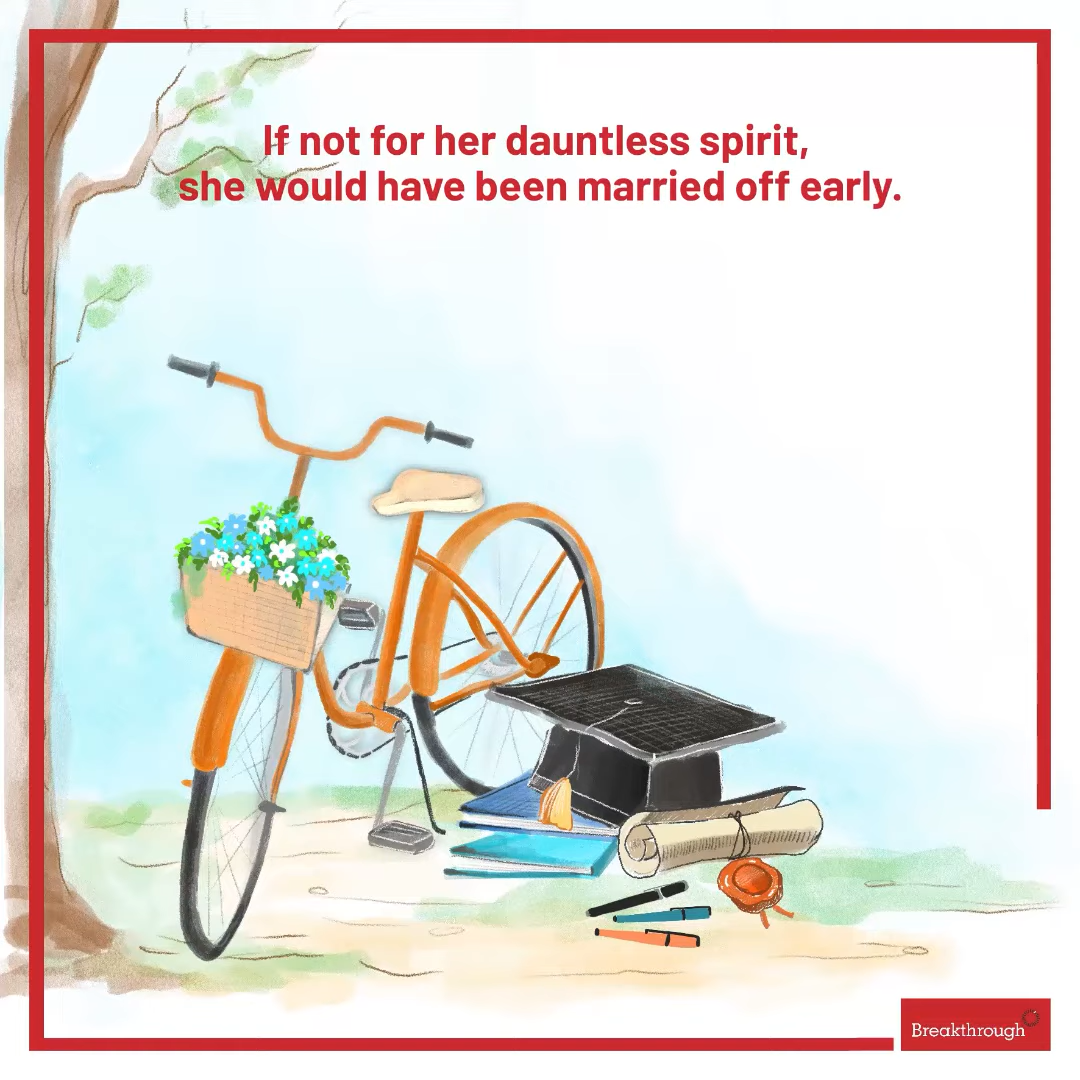 If not for her dauntless spirit,
she would have been married off early.
Breakthrough